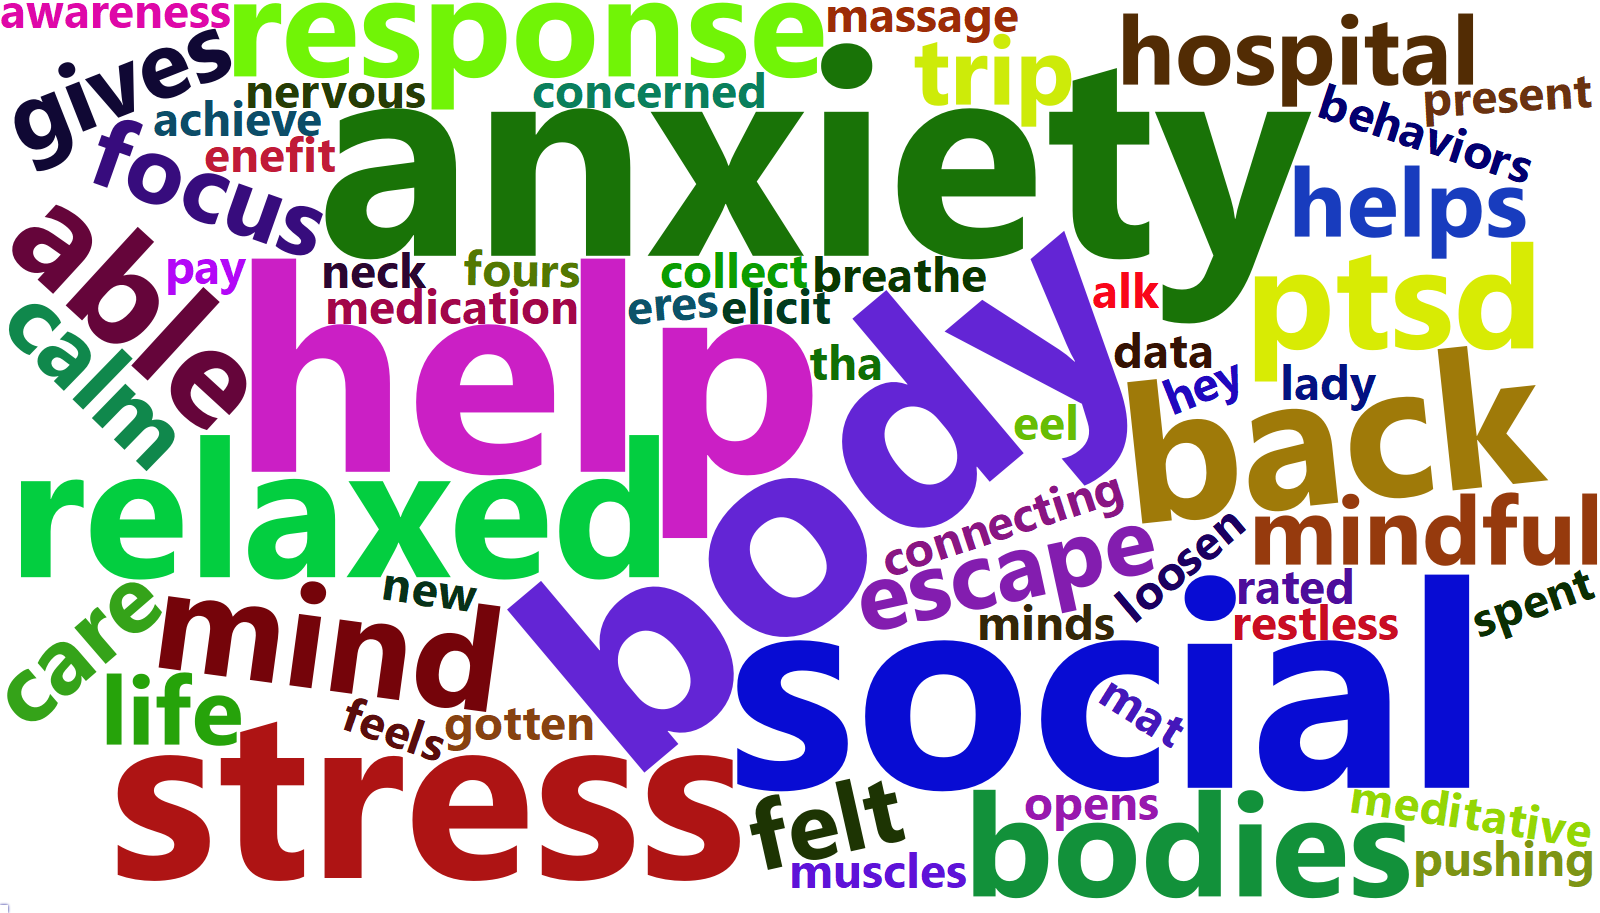 awareness
response
massage
trip
hospital
gives
nervous
concerned
present
behaviors
achieve
anxiety
focus
enefit
helps
able
pay
neck
fours
collect
breathe
alk
ptsd
medication
eres
elicit
help
body
calm
tha
data
hey
lady
back
eel
relaxed
connecting
escape
loosen
mindful
new
mind
care
rated
minds
restless
spent
social
life
feels
gotten
mat
stress
felt
opens
meditative
bodies
muscles
pushing